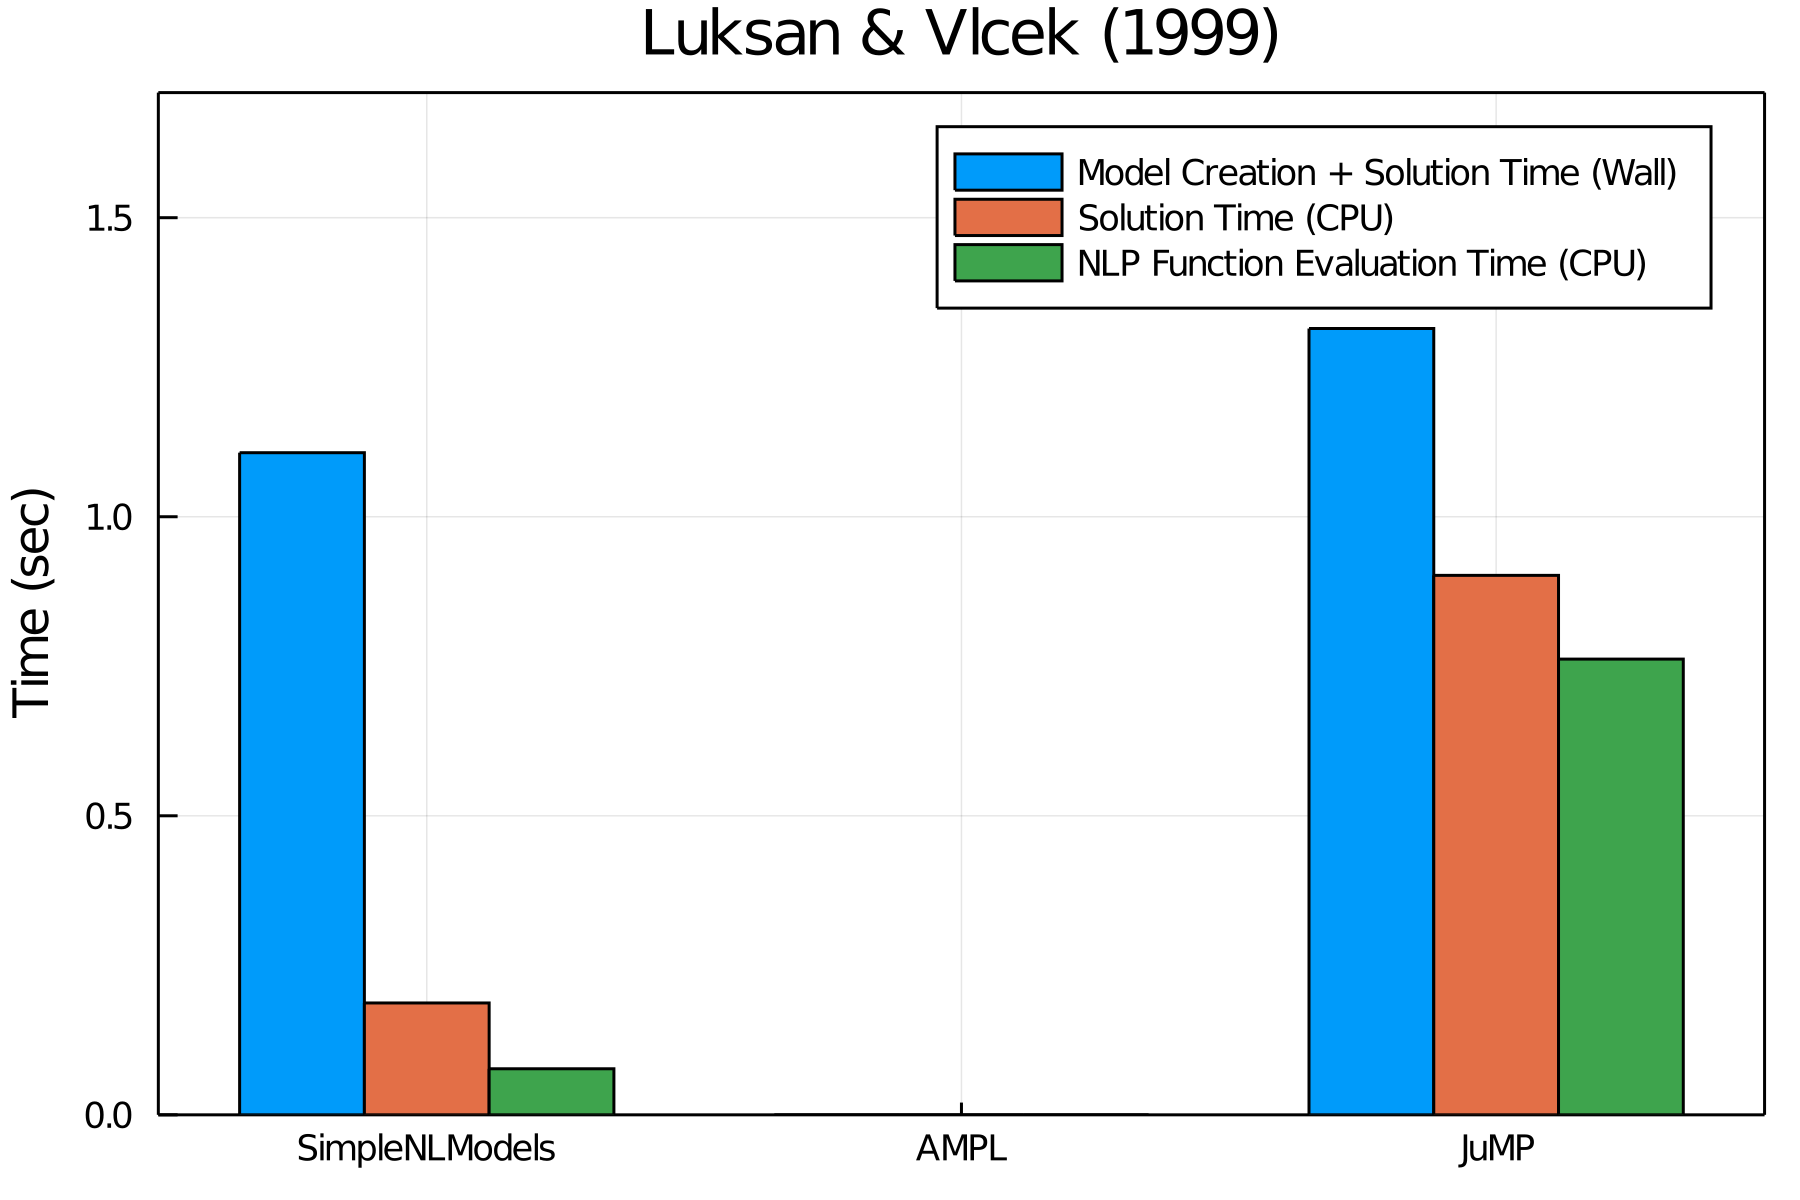 Luksan & Vlcek (1999)
Model Creation + Solution Time (Wall)
Solution Time (CPU)
NLP Function Evaluation Time (CPU)
Time (sec)
1.5
1.0
0.5
0.0
SimpleNLModels
AMPL
JuMP